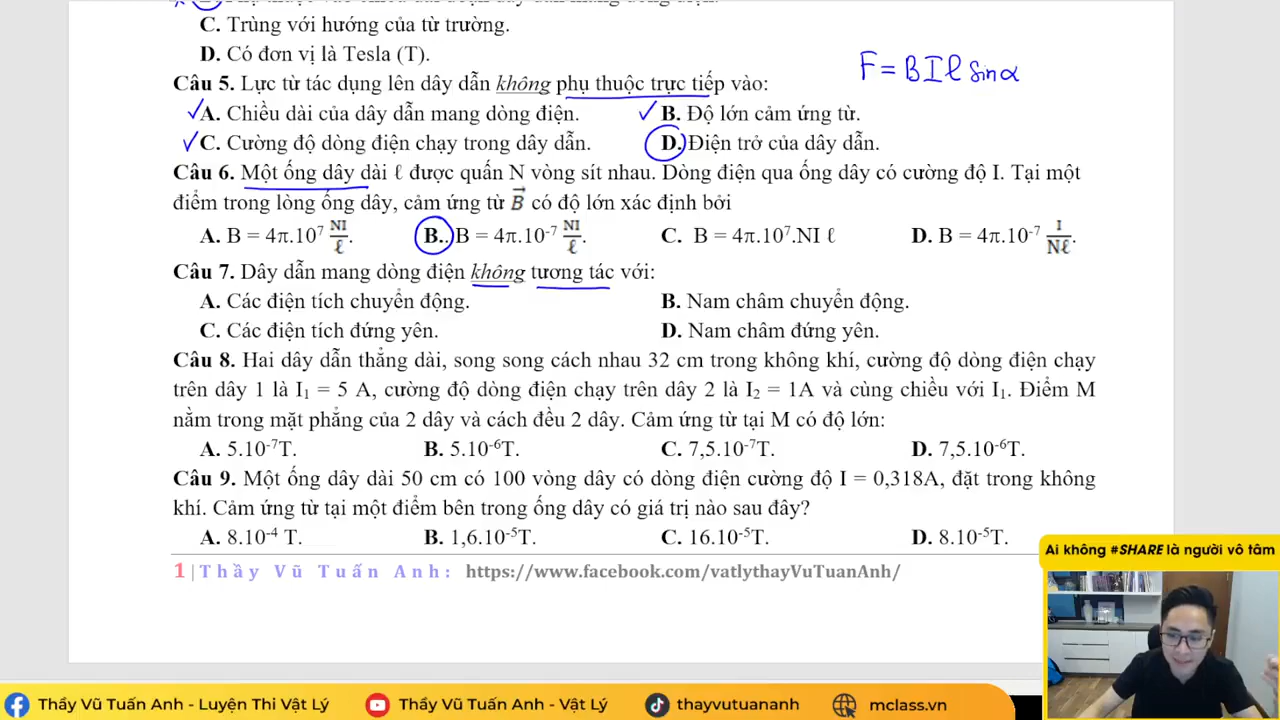 C. Trùng với hướng của từ trường.
D. Có đơn vị là Tesla (T).
F = BIℓ sinα
Câu 5. Lực từ tác dụng lên dây dẫn không phụ thuộc trực tiếp vào:
A. Chiều dài của dây dẫn mang dòng điện. B. Độ lớn cảm ứng từ.
C. Cường độ dòng điện chạy trong dây dẫn. D. Điện trở của dây dẫn.
Câu 6. Một ống dây dài ℓ được quấn N vòng sít nhau. Dòng điện qua ống dây có cường độ I. Tại một
điểm trong lòng ống dây, cảm ứng từ B⃗ có độ lớn xác định bởi
A. B = 4π.10⁷ NI/ℓ. B.. B = 4π.10⁻⁷ NI/ℓ. C. B = 4π.10⁷.NI ℓ D. B = 4π.10⁻⁷ I/Nℓ.
Câu 7. Dây dẫn mang dòng điện không tương tác với:
A. Các điện tích chuyển động. B. Nam châm chuyển động.
C. Các điện tích đứng yên. D. Nam châm đứng yên.
Câu 8. Hai dây dẫn thẳng dài, song song cách nhau 32 cm trong không khí, cường độ dòng điện chạy
trên dây 1 là I₁ = 5 A, cường độ dòng điện chạy trên dây 2 là I₂ = 1A và cùng chiều với I₁. Điểm M
nằm trong mặt phẳng của 2 dây và cách đều 2 dây. Cảm ứng từ tại M có độ lớn:
A. 5.10⁻⁷T. B. 5.10⁻⁶T. C. 7,5.10⁻⁷T. D. 7,5.10⁻⁶T.
Câu 9. Một ống dây dài 50 cm có 100 vòng dây có dòng điện cường độ I = 0,318A, đặt trong không
khí. Cảm ứng từ tại một điểm bên trong ống dây có giá trị nào sau đây?
A. 8.10⁻⁴ T. B. 1,6.10⁻⁵T. C. 16.10⁻⁵T. D. 8.10⁻⁵T.
Ai không #SHARE là người vô tâm
1 | Thầy Vũ Tuấn Anh: https://www.facebook.com/vatlythayVuTuanAnh/
Thầy Vũ Tuấn Anh - Luyện Thi Vật Lý Thầy Vũ Tuấn Anh - Vật Lý thayvutuananh mclass.vn